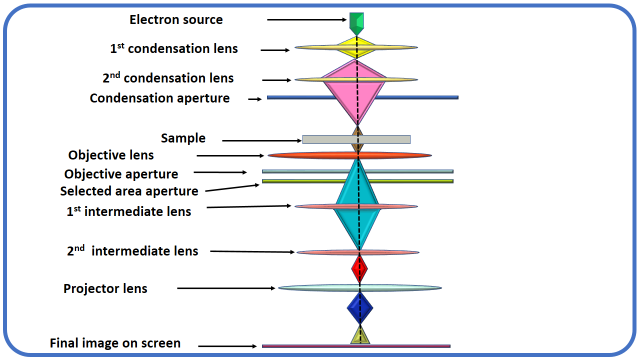 Electron source
1st condensation lens
2nd condensation lens
Condensation aperture
Sample
Objective lens
Objective aperture
Selected area aperture
1st intermediate lens
2nd intermediate lens
Projector lens
Final image on screen